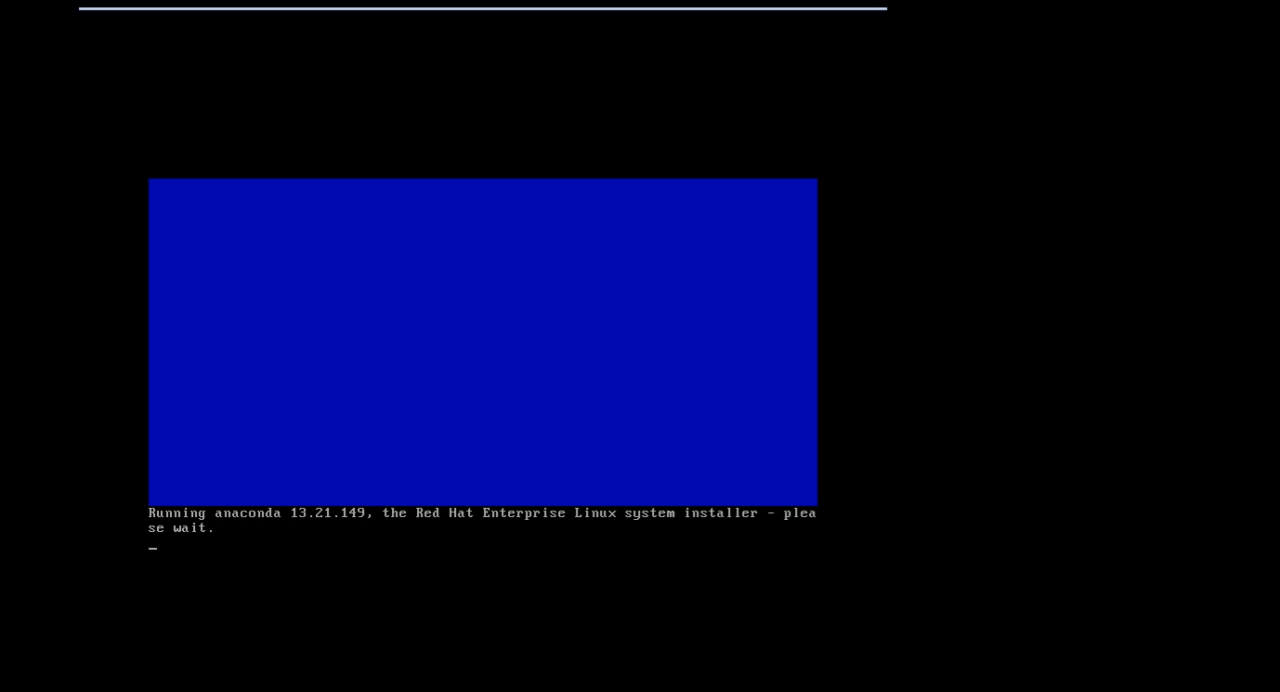 Running anaconda 13.21.149, the Red Hat Enterprise Linux system installer - plea
se wait.